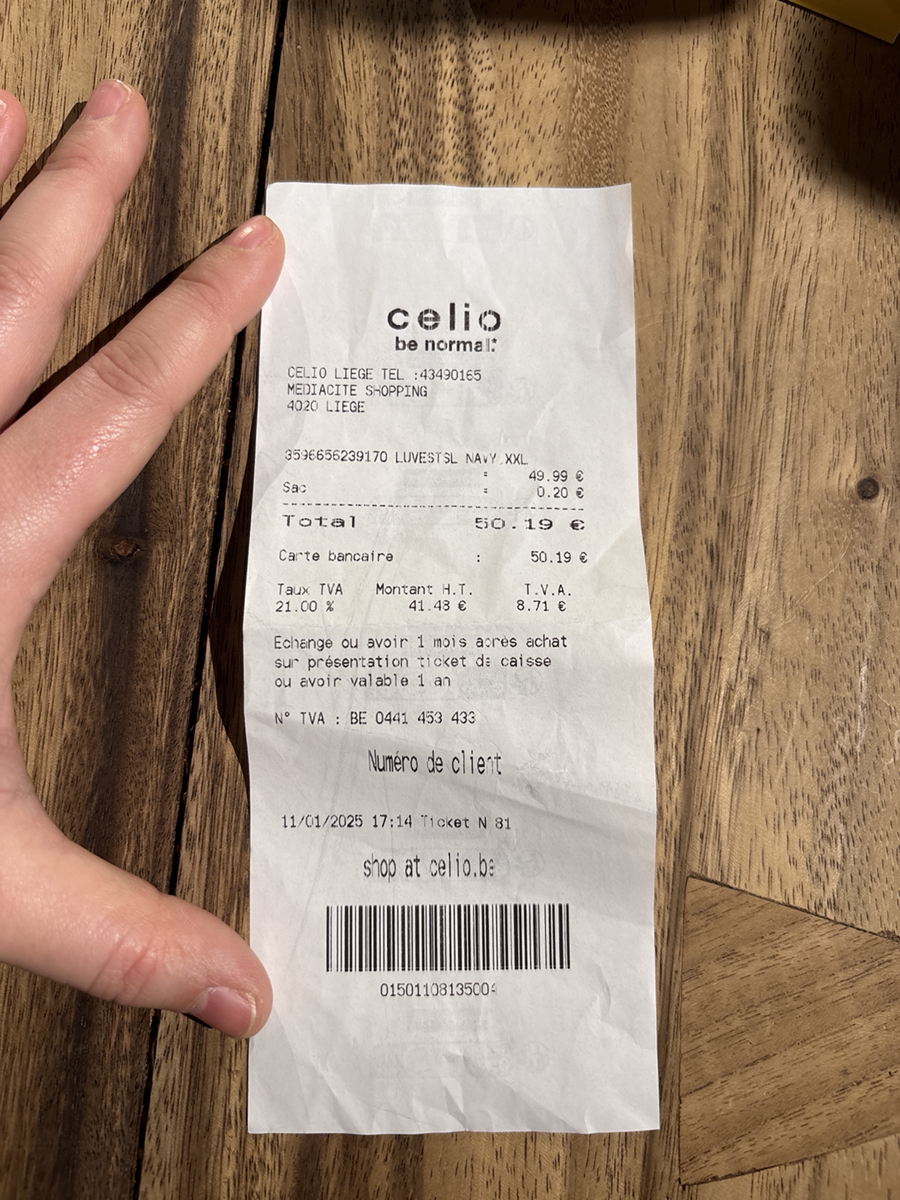 celio
be normal*
CELIO LIEGE TEL :43490165
MEDIACITE SHOPPING
4020 LIEGE
3596656239170 LUVESTSL NAVY XXL
: 49.99 €
Sac : 0.20 €
Total 50.19 €
Carte bancaire : 50.19 €
Taux TVA Montant H.T. T.V.A.
21.00 % 41.48 € 8.71 €
Echange ou avoir 1 mois après achat
sur présentation ticket de caisse
ou avoir valable 1 an
N° TVA : BE 0441 453 433
Numéro de client
11/01/2025 17:14 Ticket N 81
shop at celio.be
01501108135004